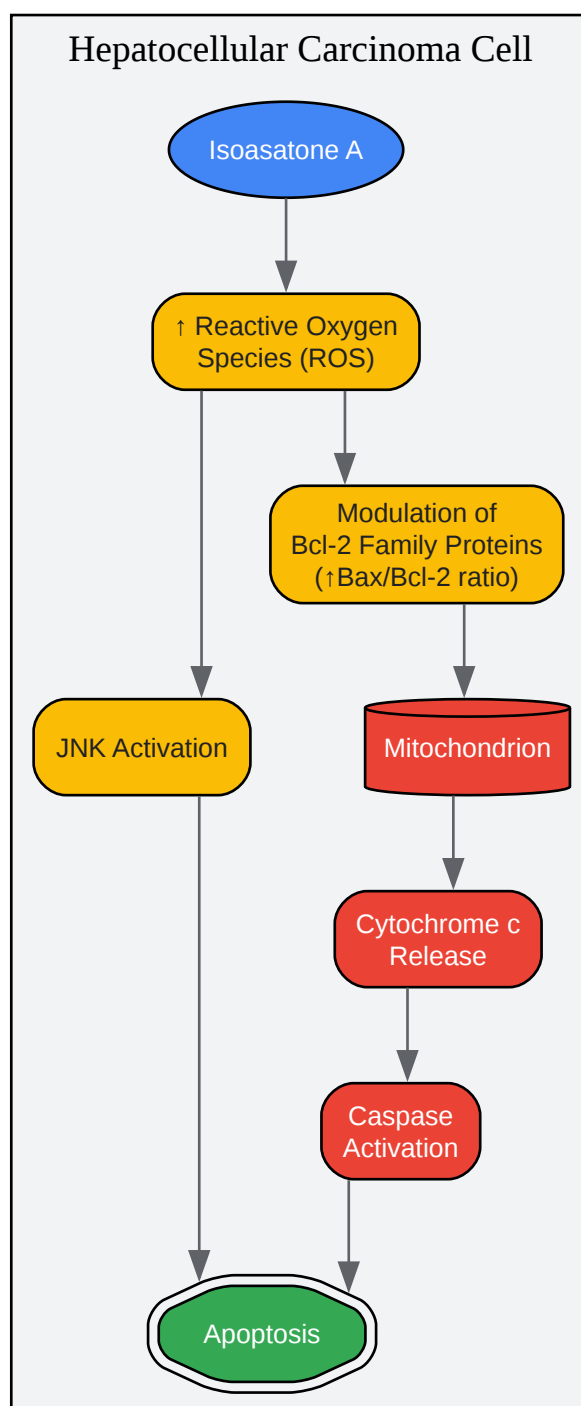 Hepatocellular Carcinoma Cell
Isoasatone A
↑ Reactive Oxygen
Species (ROS)
Modulation of
Bcl-2 Family Proteins
(↑Bax/Bcl-2 ratio)
JNK Activation
Mitochondrion
Cytochrome c
Release
Caspase
Activation
Apoptosis